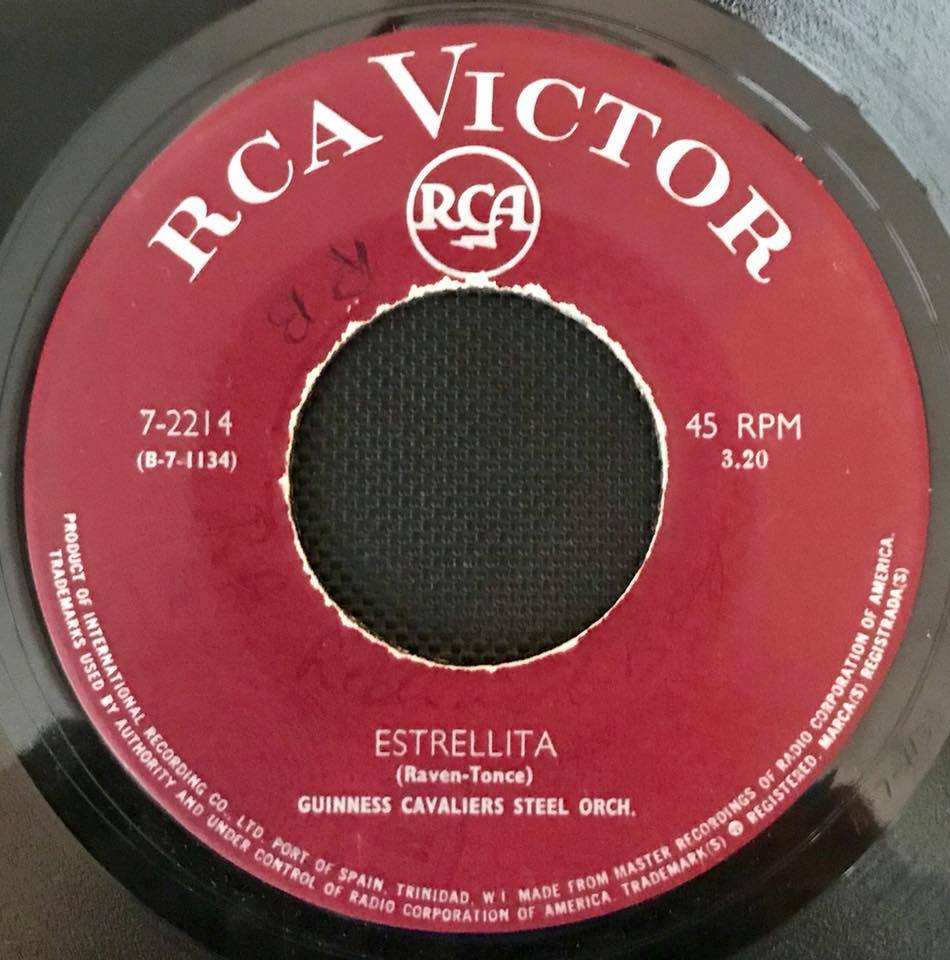 RCA VICTOR
RCA
7-2214
(B-7-1134)
45 RPM
3.20
ESTRELLITA
(Raven-Tonce)
GUINNESS CAVALIERS STEEL ORCH.
PRODUCT OF INTERNATIONAL RECORDING CO., LTD. PORT OF SPAIN, TRINIDAD, W I MADE FROM MASTER RECORDINGS OF RADIO CORPORATION OF AMERICA.
TRADEMARKS USED BY AUTHORITY AND UNDER CONTROL OF RADIO CORPORATION OF AMERICA. TRADEMARK(S) ® REGISTERED. MARCA(S) REGISTRADA(S)